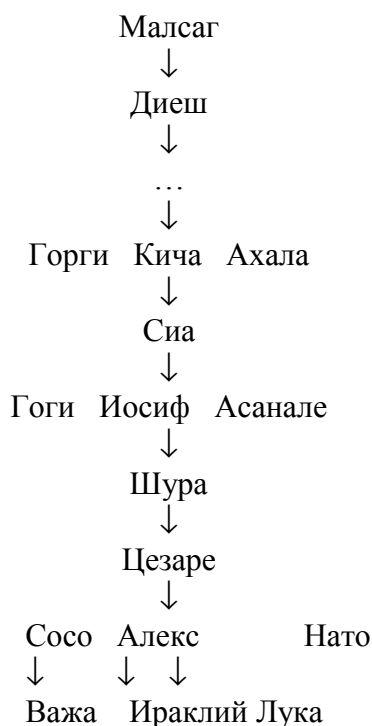 Малсаг
↓
Диеш
↓
…
↓
Горги Кича Ахала
↓
Сиа
↓
Гоги Иосиф Асанале
↓
Шура
↓
Цезаре
↓
Сосо Алекс Нато
↓ ↓ ↓
Важа Ираклий Лука